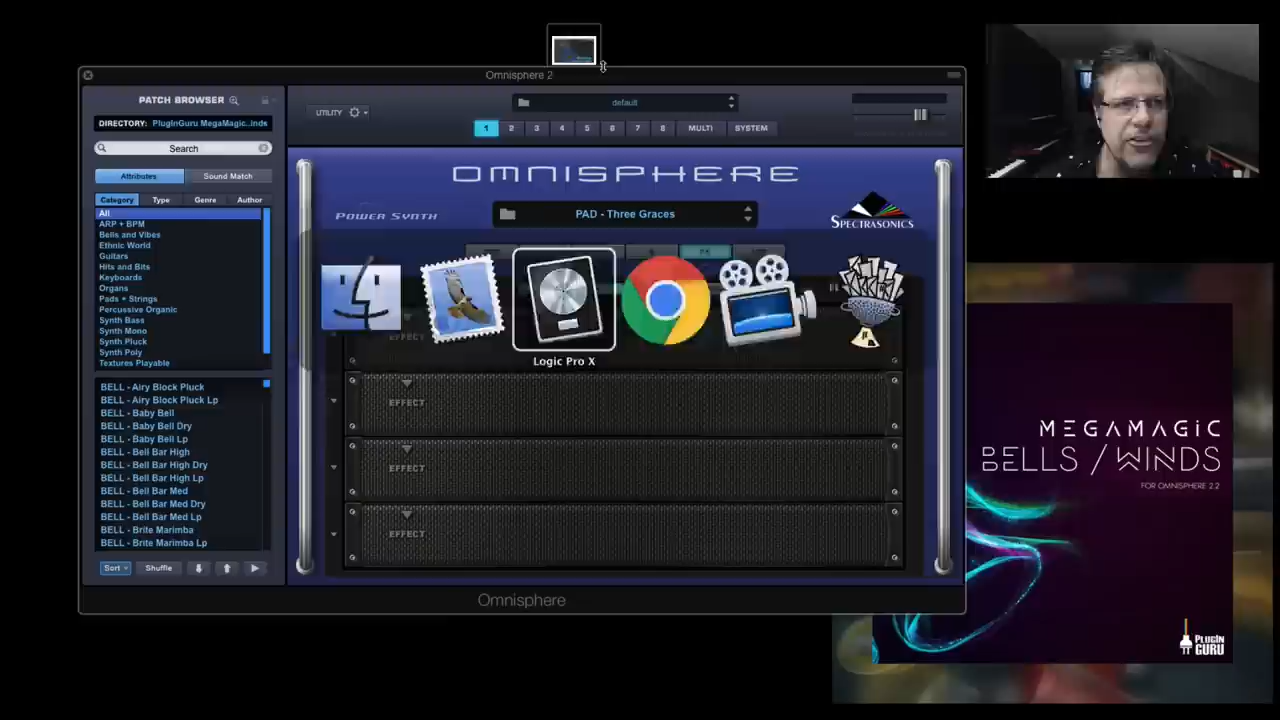 Omnisphere 2
PATCH BROWSER
DIRECTORY: PlugInGuru MegaMagic..inds
Search
Attributes
Sound Match
Category
Type
Genre
Author
All
ARP + BPM
Bells and Vibes
Ethnic World
Guitars
Hits and Bits
Keyboards
Organs
Pads + Strings
Percussive Organic
Synth Bass
Synth Mono
Synth Pluck
Synth Poly
Textures Playable
BELL - Airy Block Pluck
BELL - Airy Block Pluck Lp
BELL - Baby Bell
BELL - Baby Bell Dry
BELL - Baby Bell Lp
BELL - Bell Bar High
BELL - Bell Bar High Dry
BELL - Bell Bar High Lp
BELL - Bell Bar Med
BELL - Bell Bar Med Dry
BELL - Bell Bar Med Lp
BELL - Brite Marimba
BELL - Brite Marimba Lp
Sort
Shuffle
UTILITY
default
1
2
3
4
5
6
7
8
MULTI
SYSTEM
OMNISPHERE
POWER SYNTH
PAD - Three Graces
SPECTRASONICS
Logic Pro X
EFFECT
EFFECT
EFFECT
EFFECT
Omnisphere
MEGAMAGIC
BELLS / WINDS
FOR OMNISPHERE 2.2
PLUGIN
GURU